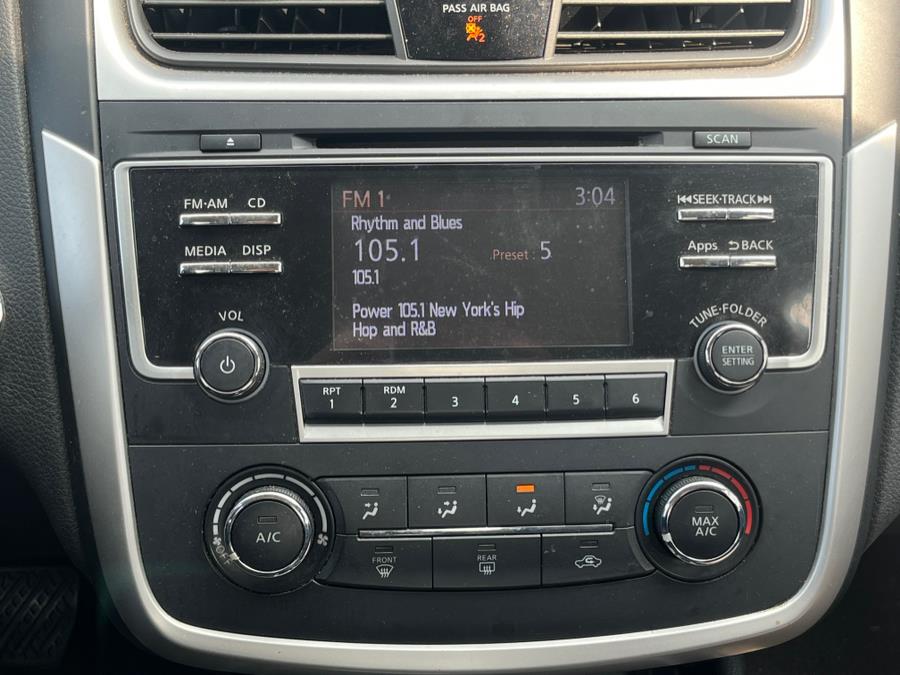 PASS AIR BAG
OFF
2
SCAN
FM·AM CD
MEDIA DISP
VOL
FM 1
3:04
Rhythm and Blues
105.1
Preset : 5
105.1
Power 105.1 New York's Hip
Hop and R&B
SEEK·TRACK
Apps BACK
TUNE·FOLDER
ENTER
SETTING
RPT
1
RDM
2
3
4
5
6
A/C
OFF
FRONT
REAR
MAX
A/C